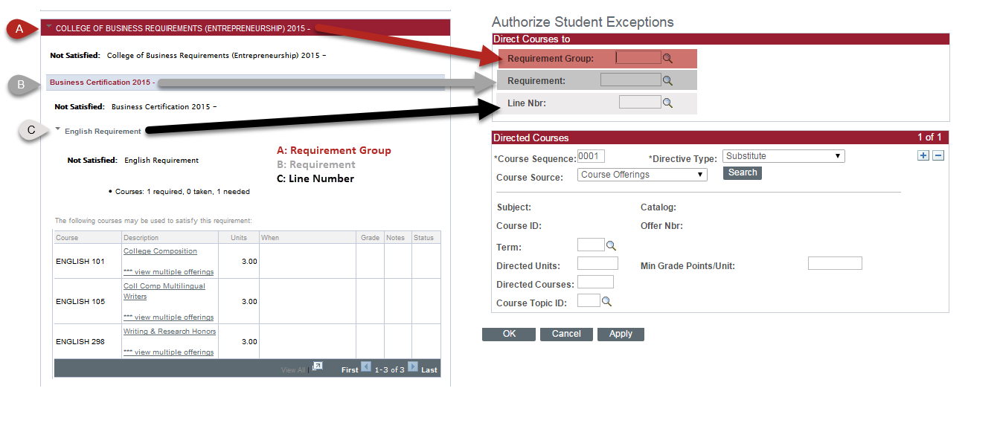 A
COLLEGE OF BUSINESS REQUIREMENTS (ENTREPRENEURSHIP) 2015 -
Not Satisfied: College of Business Requirements (Entrepreneurship) 2015 –
B
Business Certification 2015 -
Not Satisfied: Business Certification 2015 –
C
English Requirement
Not Satisfied: English Requirement
A: Requirement Group
B: Requirement
C: Line Number
• Courses: 1 required, 0 taken, 1 needed
The following courses may be used to satisfy this requirement:
Course Description Units When Grade Notes Status
ENGLISH 101 College Composition 3.00
*** view multiple offerings
ENGLISH 105 Coll Comp Multilingual Writers 3.00
*** view multiple offerings
ENGLISH 298 Writing & Research Honors 3.00
*** view multiple offerings
View All | First 1-3 of 3 Last
Authorize Student Exceptions
Direct Courses to
Requirement Group:
Requirement:
Line Nbr:
Directed Courses 1 of 1
*Course Sequence: 0001 *Directive Type: Substitute
Course Source: Course Offerings Search
Subject: Catalog:
Course ID: Offer Nbr:
Term:
Directed Units: Min Grade Points/Unit:
Directed Courses:
Course Topic ID:
OK Cancel Apply